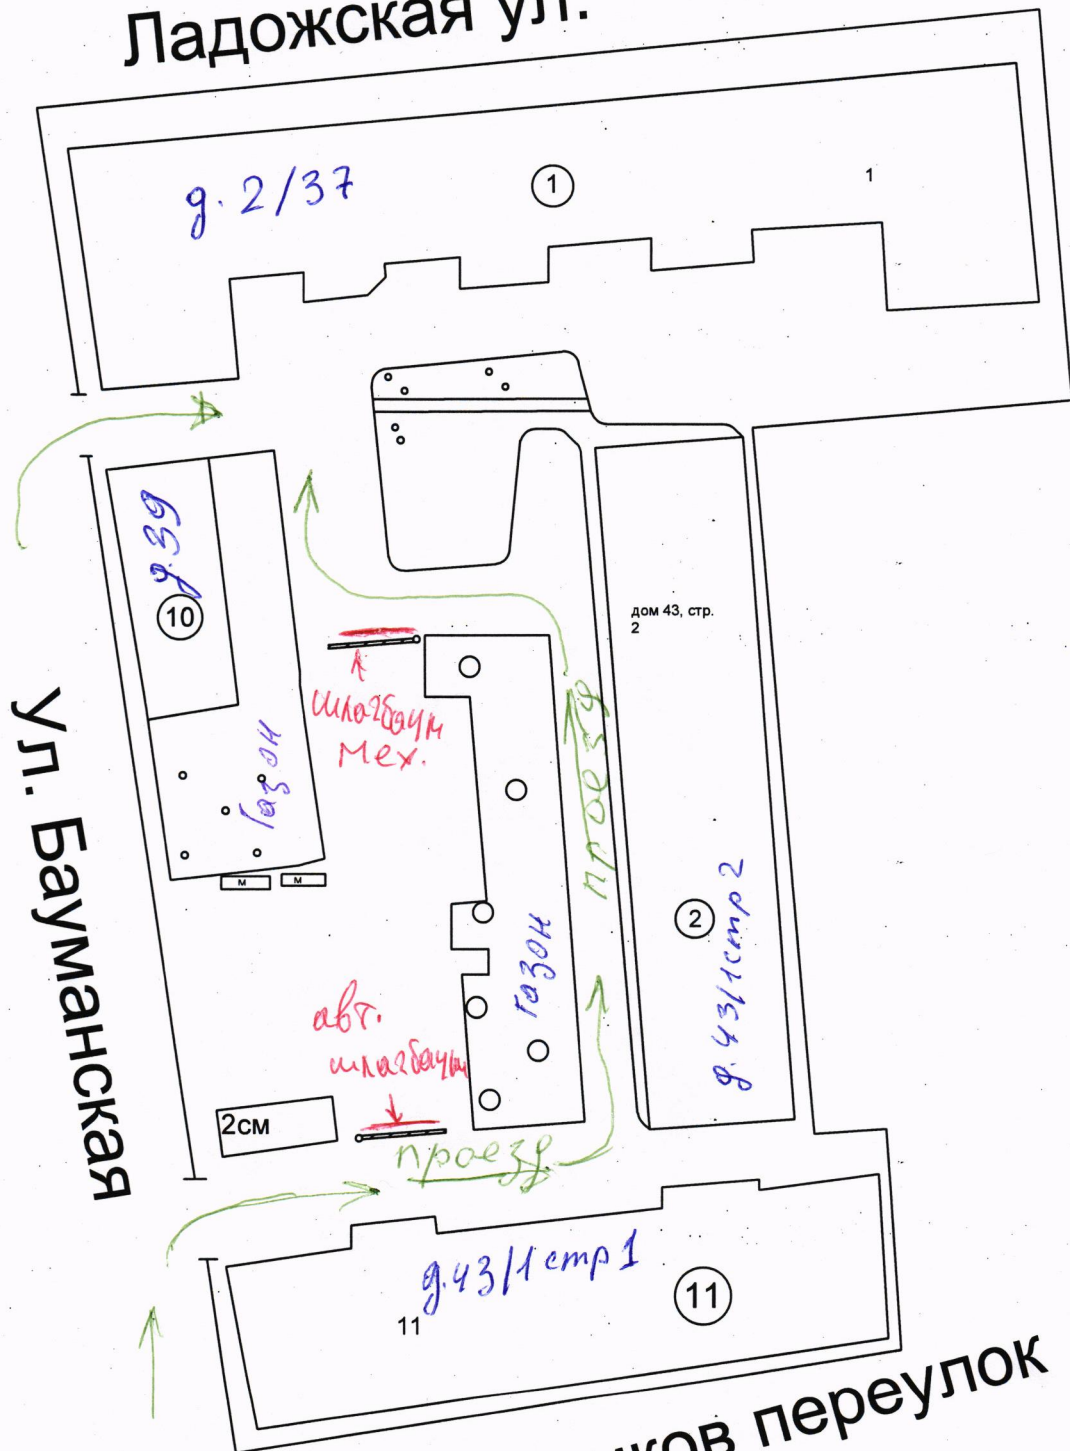 Ладожская ул.
д. 2/37
1
1
д. 39
10
дом 43, стр.
2
шлагбаум
мех.
проезд
Газон
м
м
ул. Бауманская
2
д. 43/1 стр 2
Газон
авт.
шлагбаум
2см
проезд
д. 43/1 стр 1
11
11
переулок